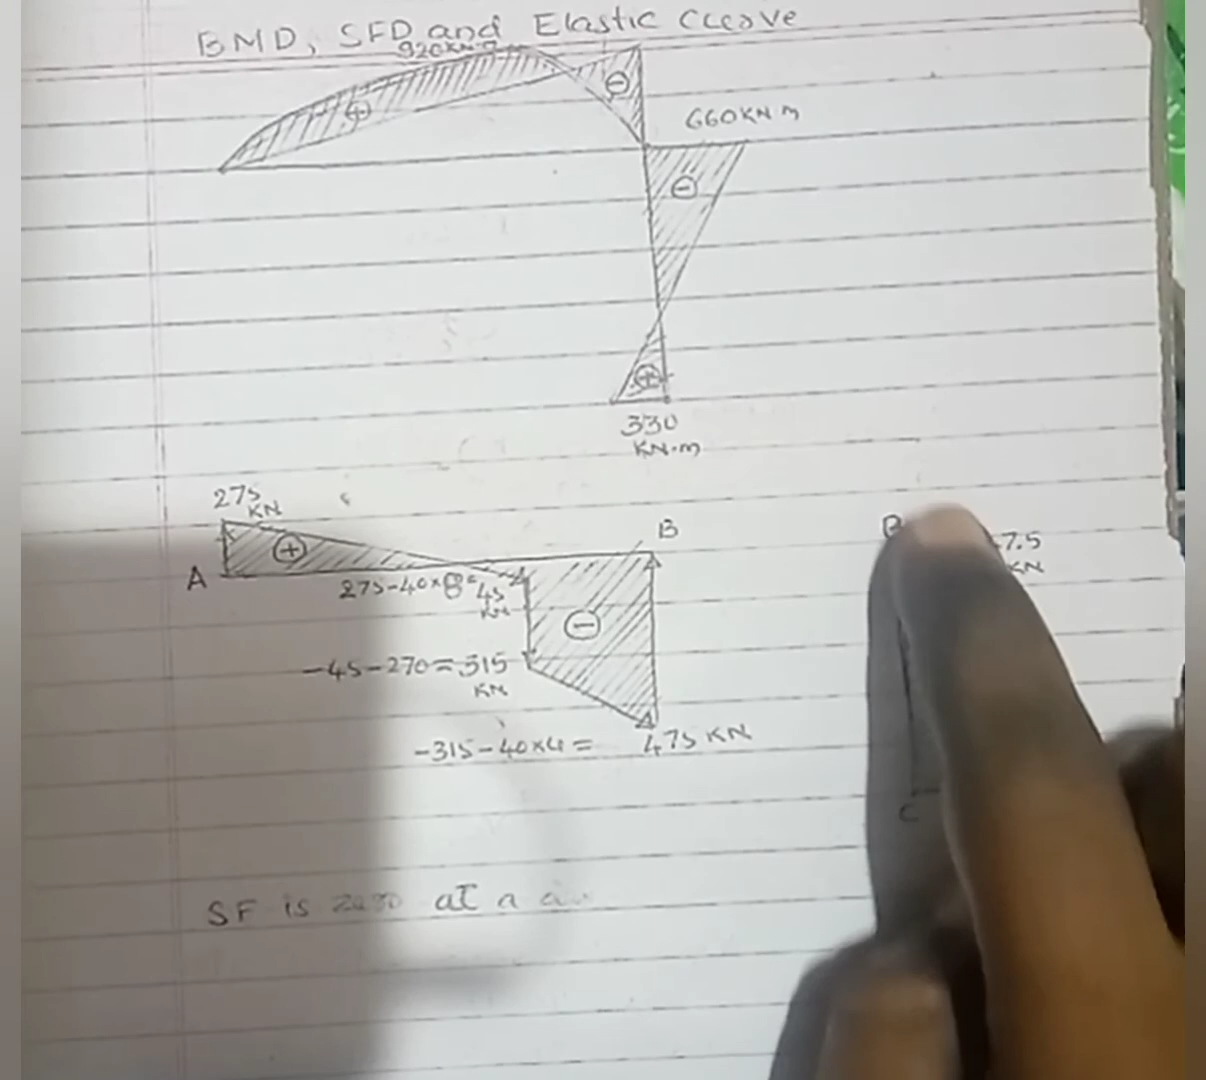 BMD, SFD and Elastic Cureve
920KN-m
⊕
⊖
660KN m
⊖
⊕
330
KN.m
275
KN
B
A
⊕
275-40×8=45
KN
⊖
-45-270=315
KN
-315-40×4= 475 KN
7.5
KN
C
SF is zero at a